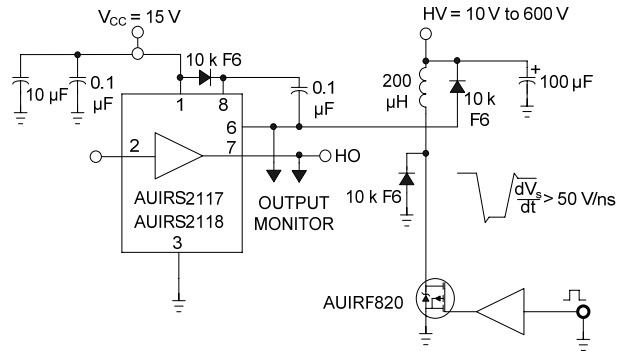 V_CC = 15 V
HV = 10 V to 600 V
10 k F6
10 µF
0.1
µF
1
8
0.1
µF
200
µH
10 k
F6
+
100 µF
6
2
7
HO
AUIRS2117
AUIRS2118
OUTPUT
MONITOR
10 k F6
dV_s
dt
> 50 V/ns
3
AUIRF820